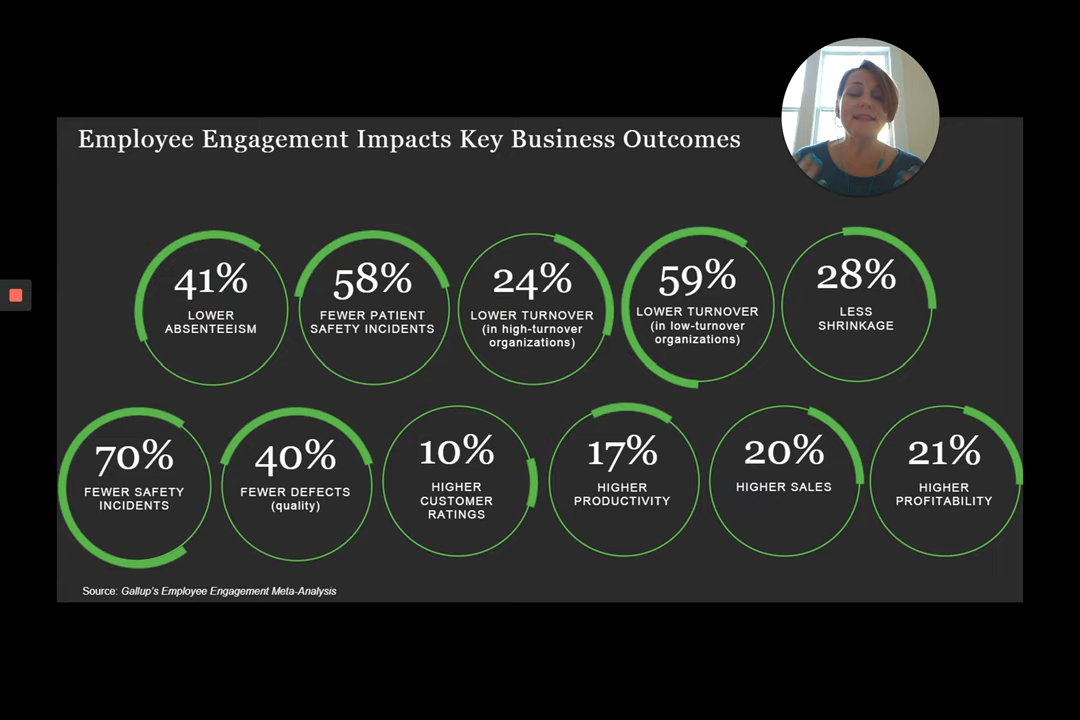 Employee Engagement Impacts Key Business Outcomes
41%
LOWER
ABSENTEEISM
58%
FEWER PATIENT
SAFETY INCIDENTS
24%
LOWER TURNOVER
(in high-turnover
organizations)
59%
LOWER TURNOVER
(in low-turnover
organizations)
28%
LESS
SHRINKAGE
70%
FEWER SAFETY
INCIDENTS
40%
FEWER DEFECTS
(quality)
10%
HIGHER
CUSTOMER
RATINGS
17%
HIGHER
PRODUCTIVITY
20%
HIGHER SALES
21%
HIGHER
PROFITABILITY
Source: Gallup's Employee Engagement Meta-Analysis